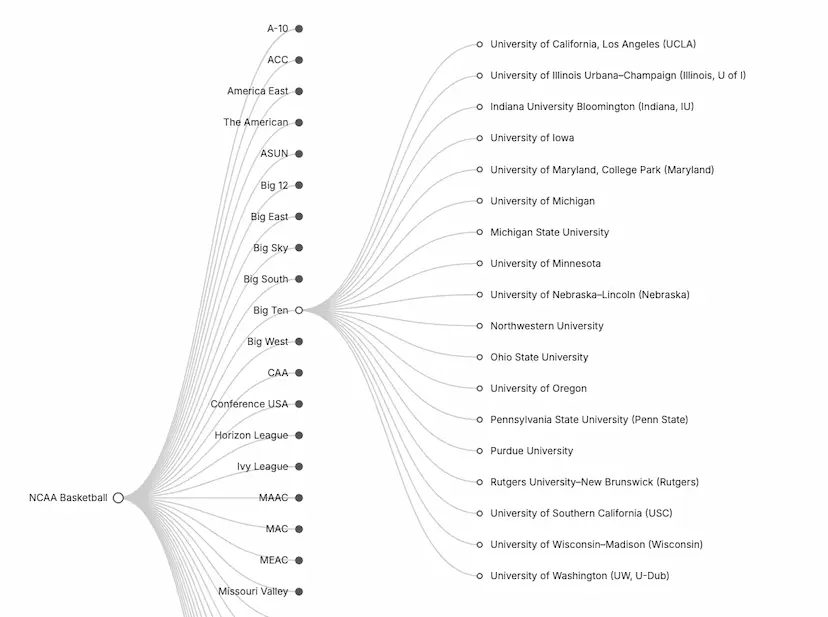 A-10
ACC
America East
The American
ASUN
Big 12
Big East
Big Sky
Big South
Big Ten
Big West
CAA
Conference USA
Horizon League
Ivy League
NCAA Basketball
MAAC
MAC
MEAC
Missouri Valley
University of California, Los Angeles (UCLA)
University of Illinois Urbana–Champaign (Illinois, U of I)
Indiana University Bloomington (Indiana, IU)
University of Iowa
University of Maryland, College Park (Maryland)
University of Michigan
Michigan State University
University of Minnesota
University of Nebraska–Lincoln (Nebraska)
Northwestern University
Ohio State University
University of Oregon
Pennsylvania State University (Penn State)
Purdue University
Rutgers University–New Brunswick (Rutgers)
University of Southern California (USC)
University of Wisconsin–Madison (Wisconsin)
University of Washington (UW, U-Dub)